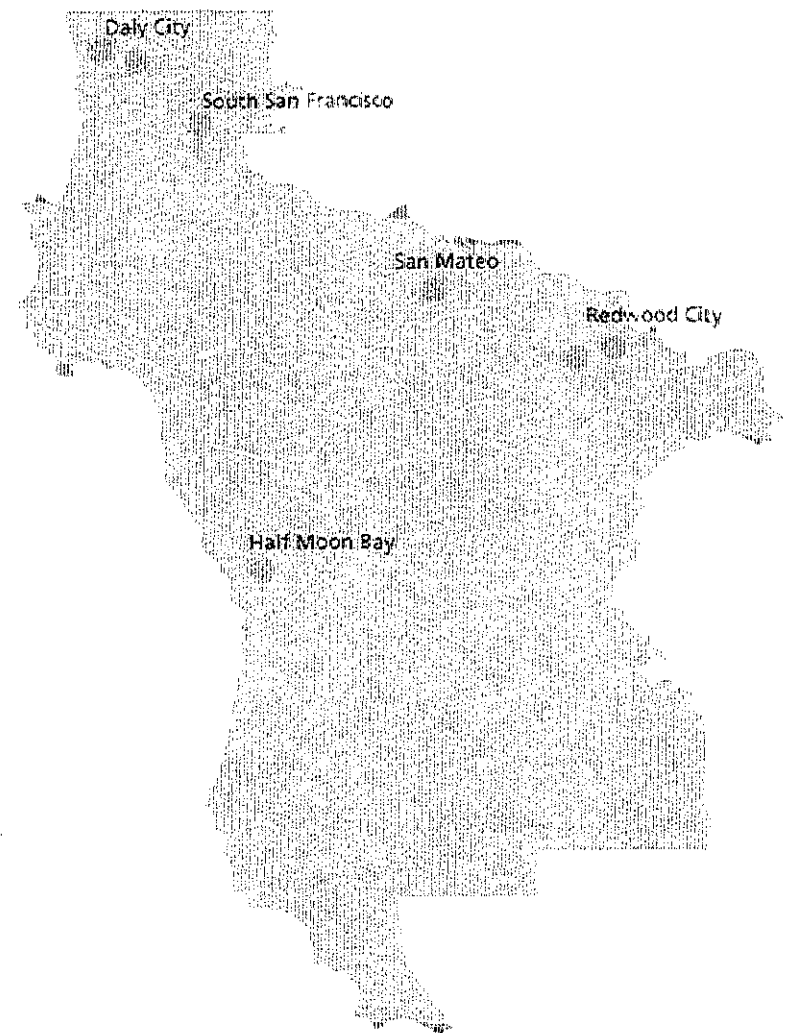 Daly City
South San Francisco
San Mateo
Redwood City
Half Moon Bay